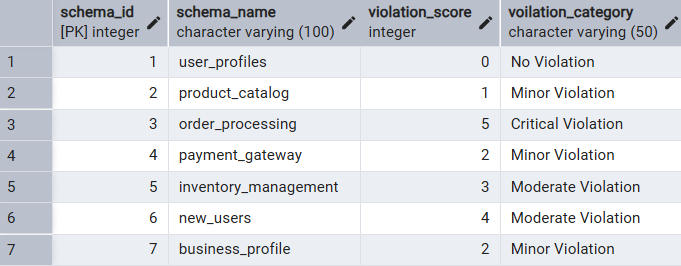 schema_id schema_name violation_score voilation_category
[PK] integer character varying (100) integer character varying (50)
1 1 user_profiles 0 No Violation
2 2 product_catalog 1 Minor Violation
3 3 order_processing 5 Critical Violation
4 4 payment_gateway 2 Minor Violation
5 5 inventory_management 3 Moderate Violation
6 6 new_users 4 Moderate Violation
7 7 business_profile 2 Minor Violation